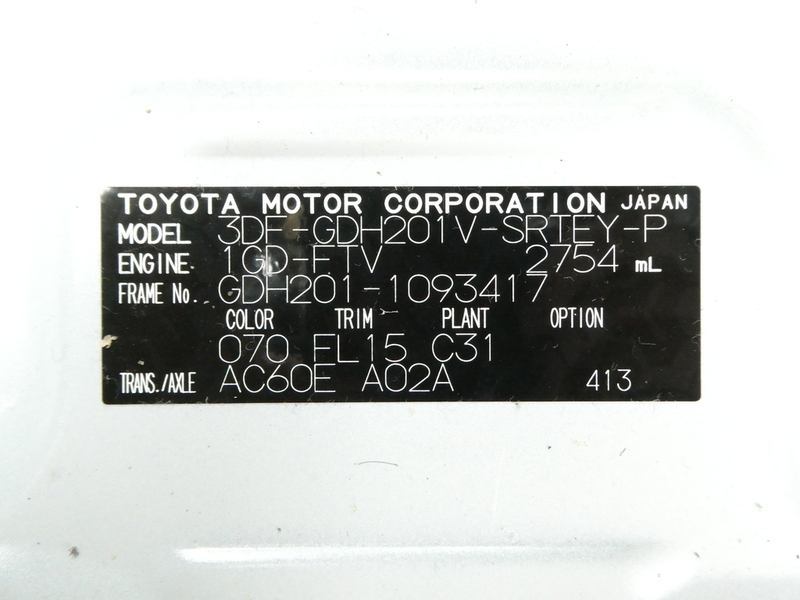 TOYOTA MOTOR CORPORATION JAPAN
MODEL 3DF-GDH201V-SRTEY-P
ENGINE 1GD-FTV 2754 mL
FRAME No. GDH201-1093417
COLOR TRIM PLANT OPTION
070 FL15 C31
TRANS./AXLE AC60E A02A 413